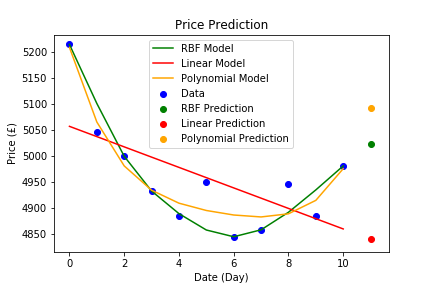 Price Prediction
Price (£)
5200
5150
5100
5050
5000
4950
4900
4850
RBF Model
Linear Model
Polynomial Model
Data
RBF Prediction
Linear Prediction
Polynomial Prediction
0 2 4 6 8 10
Date (Day)